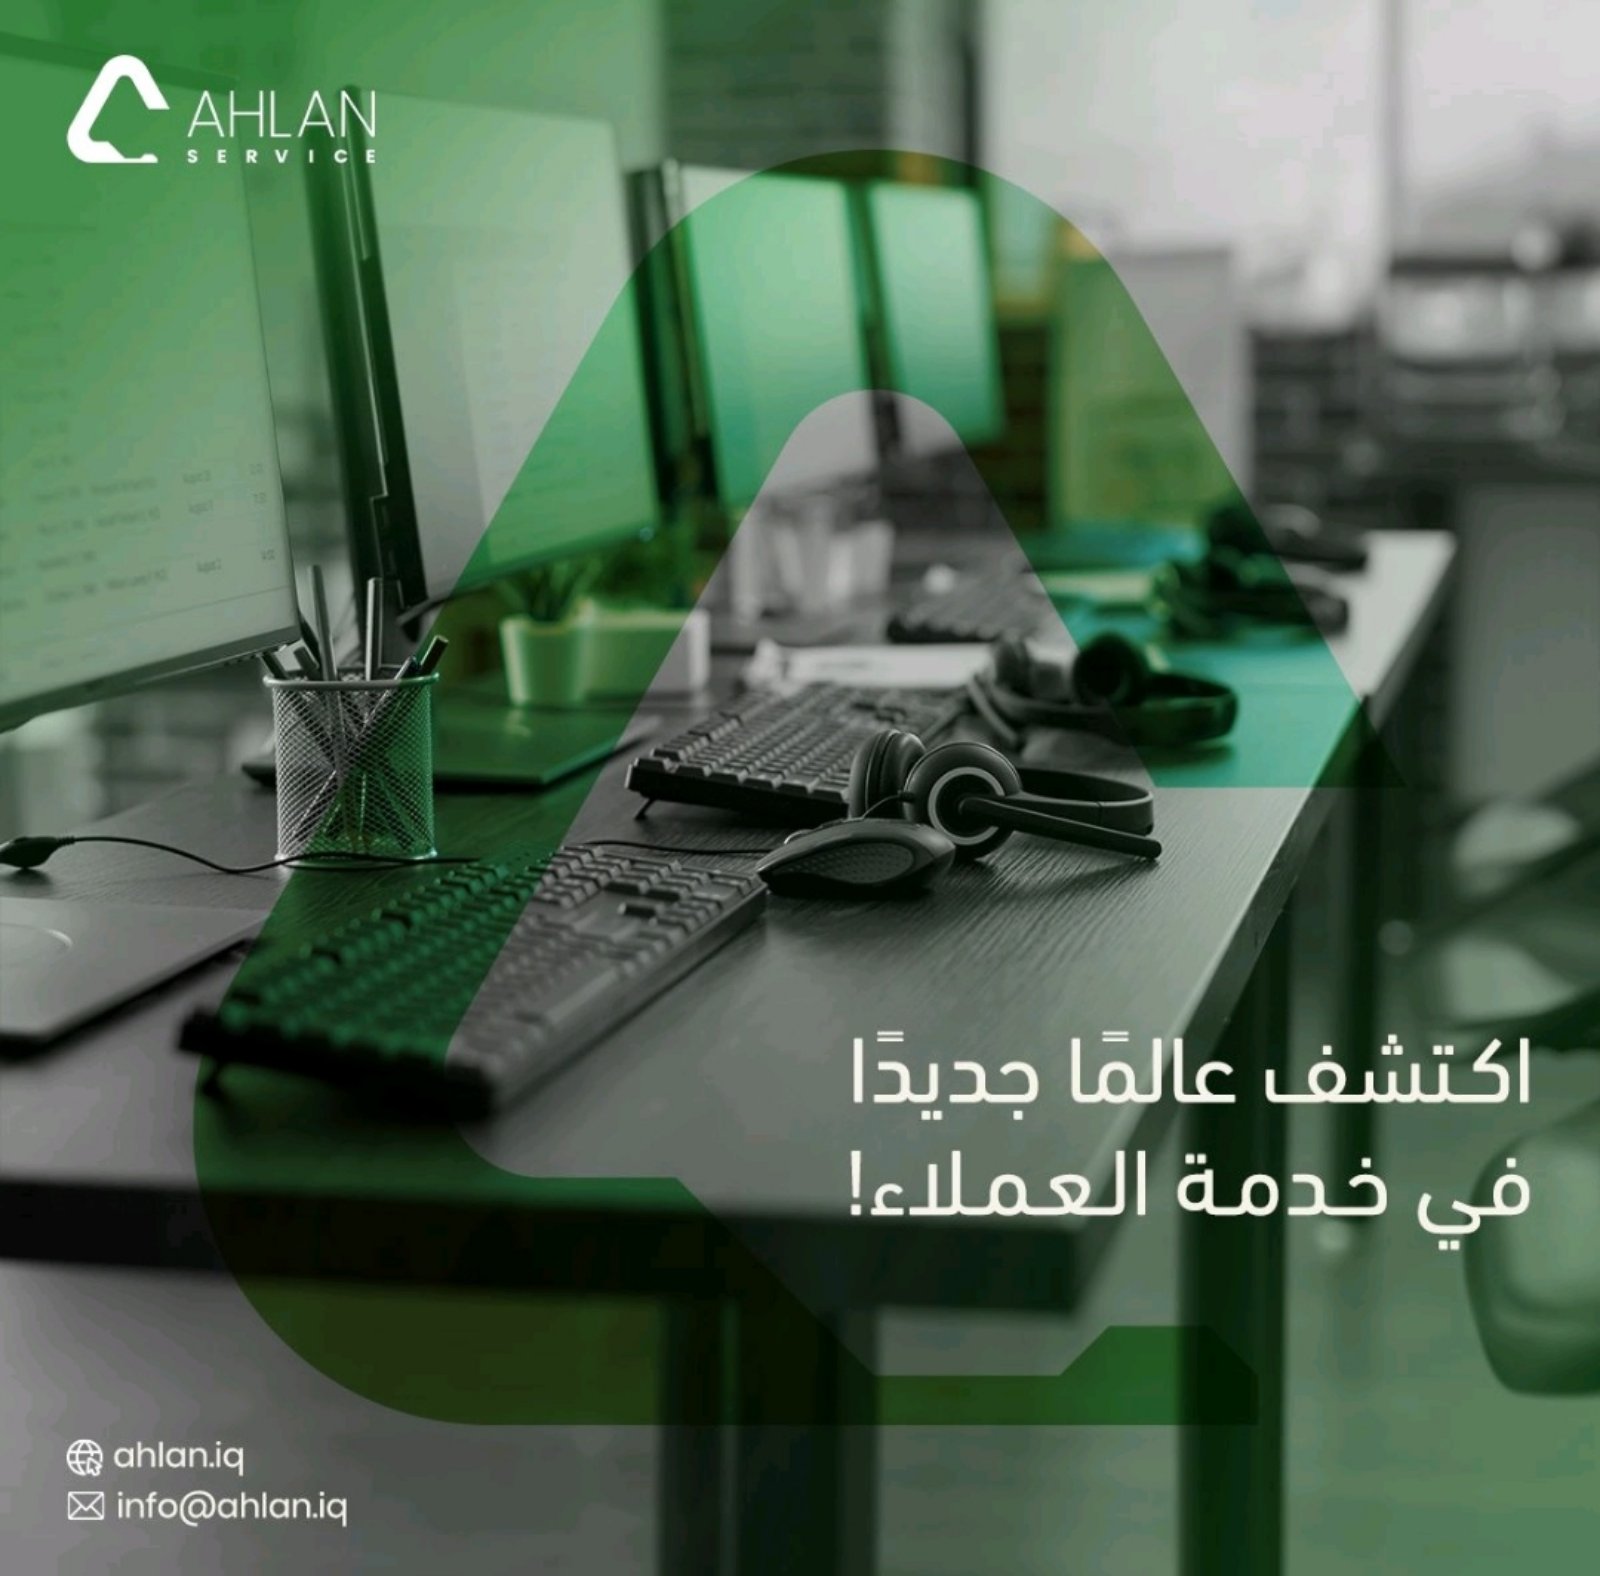 AHLAN
SERVICE
اكتشف عالمًا جديدًا
في خدمة العملاء!
ahlan.iq
info@ahlan.iq